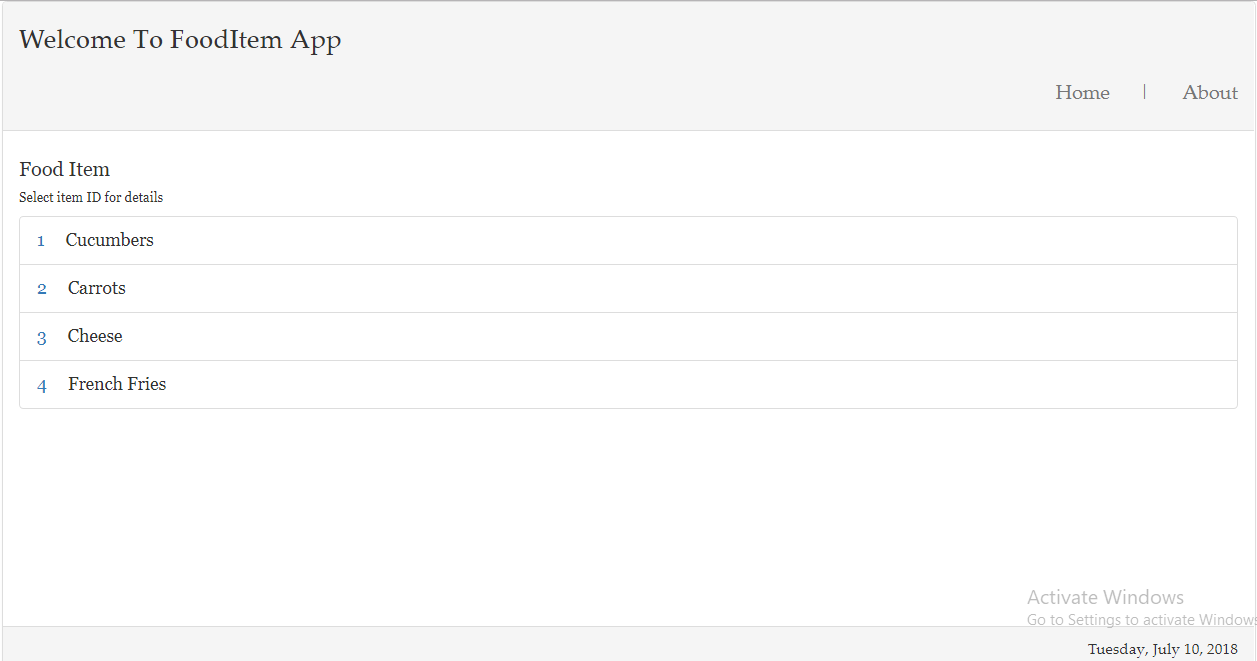 Welcome To FoodItem App
Home | About
Food Item
Select item ID for details
1 Cucumbers
2 Carrots
3 Cheese
4 French Fries
Activate Windows
Go to Settings to activate Windows
Tuesday, July 10, 2018